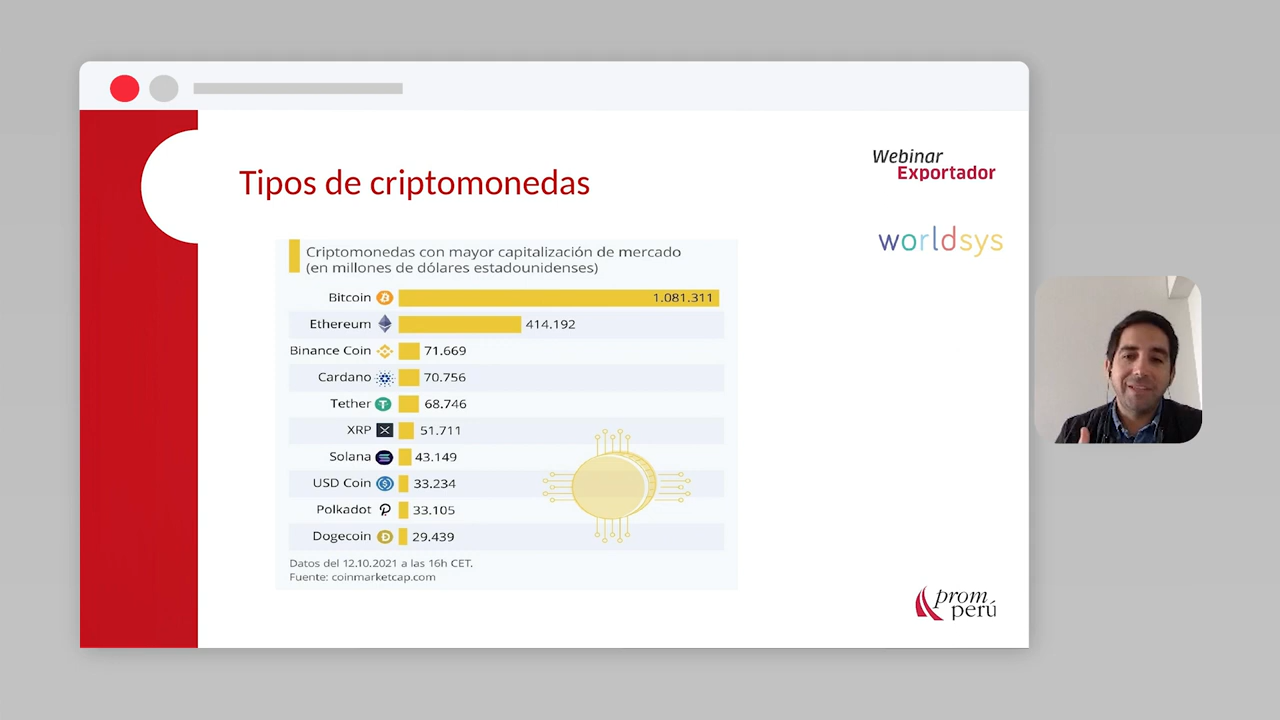 Webinar
Exportador
Tipos de criptomonedas
worldsys
Criptomonedas con mayor capitalización de mercado
(en millones de dólares estadounidenses)
Bitcoin 1.081.311
Ethereum 414.192
Binance Coin 71.669
Cardano 70.756
Tether 68.746
XRP 51.711
Solana 43.149
USD Coin 33.234
Polkadot 33.105
Dogecoin 29.439
Datos del 12.10.2021 a las 16h CET.
Fuente: coinmarketcap.com
prom
perú